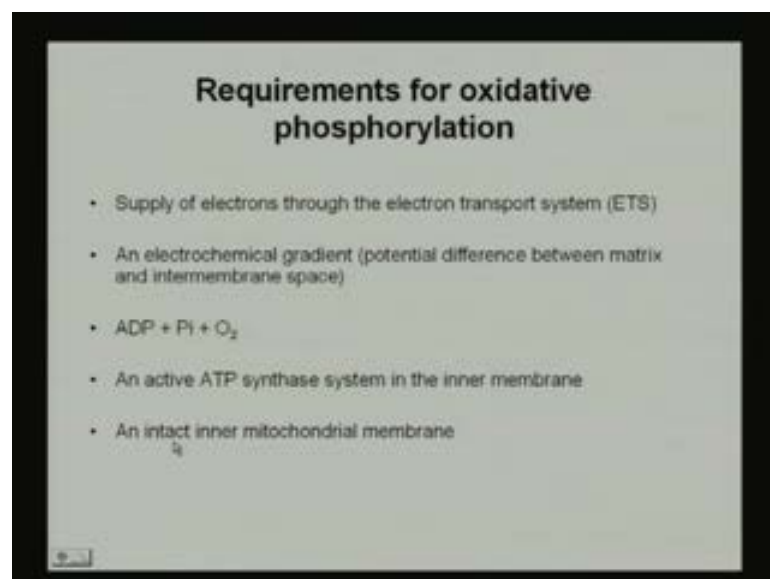 Requirements for oxidative
phosphorylation
• Supply of electrons through the electron transport system (ETS)
• An electrochemical gradient (potential difference between matrix
and intermembrane space)
• ADP + Pi + O₂
• An active ATP synthase system in the inner membrane
• An intact inner mitochondrial membrane